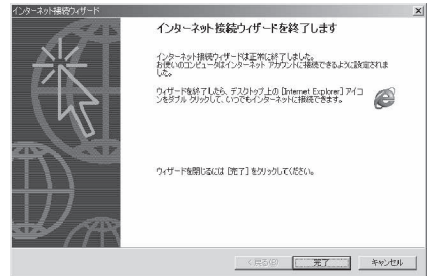 インターネット接続ウィザード
インターネット接続ウィザードを終了します
インターネット接続ウィザードは正常に終了しました。
お使いのコンピュータはインターネット アカウントに接続できるように設定されま
した。
ウィザードを終了したら、デスクトップ上の [Internet Explorer] アイコ
ンをダブル クリックして、いつでもインターネットに接続できます。
ウィザードを閉じるには [完了] をクリックしてください。
< 戻る(B)
完了
キャンセル